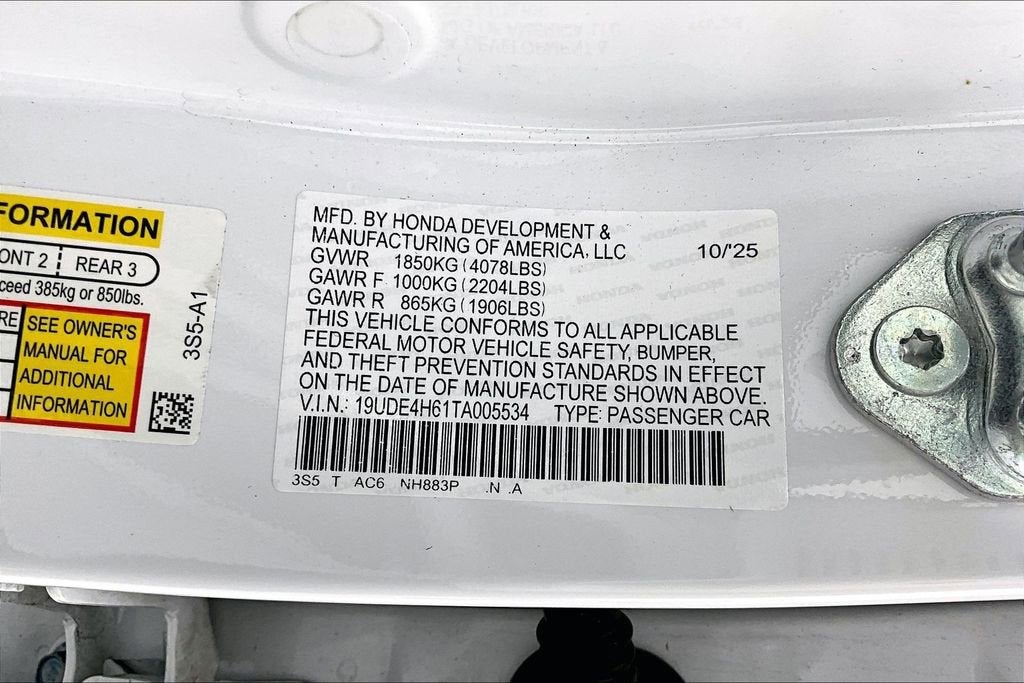 FORMATION
ONT 2 REAR 3
ceed 385kg or 850lbs.
RE
SEE OWNER'S
MANUAL FOR
ADDITIONAL
INFORMATION
3S5-A1
MFD. BY HONDA DEVELOPMENT &
MANUFACTURING OF AMERICA, LLC 10/'25
GVWR 1850KG (4078LBS)
GAWR F 1000KG (2204LBS)
GAWR R 865KG (1906LBS)
THIS VEHICLE CONFORMS TO ALL APPLICABLE
FEDERAL MOTOR VEHICLE SAFETY, BUMPER,
AND THEFT PREVENTION STANDARDS IN EFFECT
ON THE DATE OF MANUFACTURE SHOWN ABOVE.
V.I.N.: 19UDE4H61TA005534 TYPE: PASSENGER CAR
3S5 T AC6 NH883P .N .A